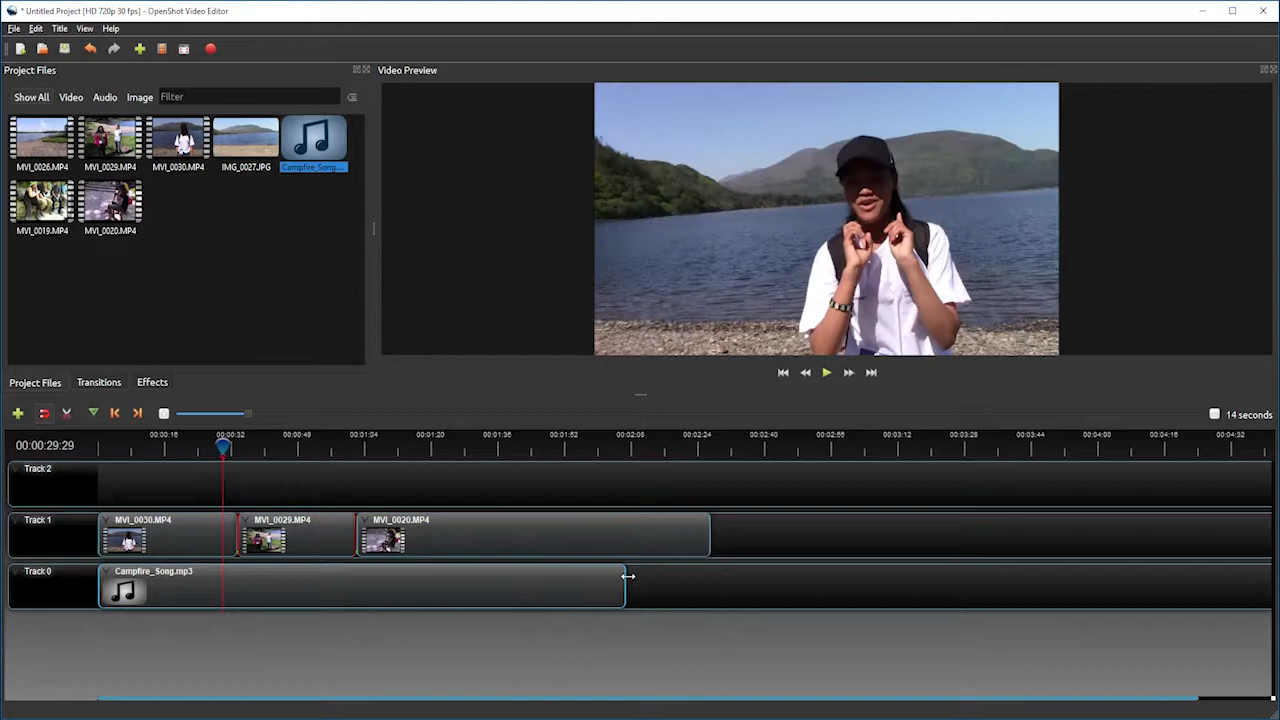 * Untitled Project [HD 720p 30 fps] - OpenShot Video Editor
File Edit Title View Help
Project Files
Video Preview
Show All Video Audio Image Filter
MVI_0026.MP4 MVI_0029.MP4 MVI_0030.MP4 IMG_0027.JPG Campfire_Song....
MVI_0019.MP4 MVI_0020.MP4
Project Files Transitions Effects
14 seconds
00:00:29:29
00:00:16 00:00:32 00:00:48 00:01:04 00:01:20 00:01:36 00:01:52 00:02:08 00:02:24 00:02:40 00:02:56 00:03:12 00:03:28 00:03:44 00:04:00 00:04:16 00:04:32
Track 2
Track 1 MVI_0030.MP4 MVI_0029.MP4 MVI_0020.MP4
Track 0 Campfire_Song.mp3